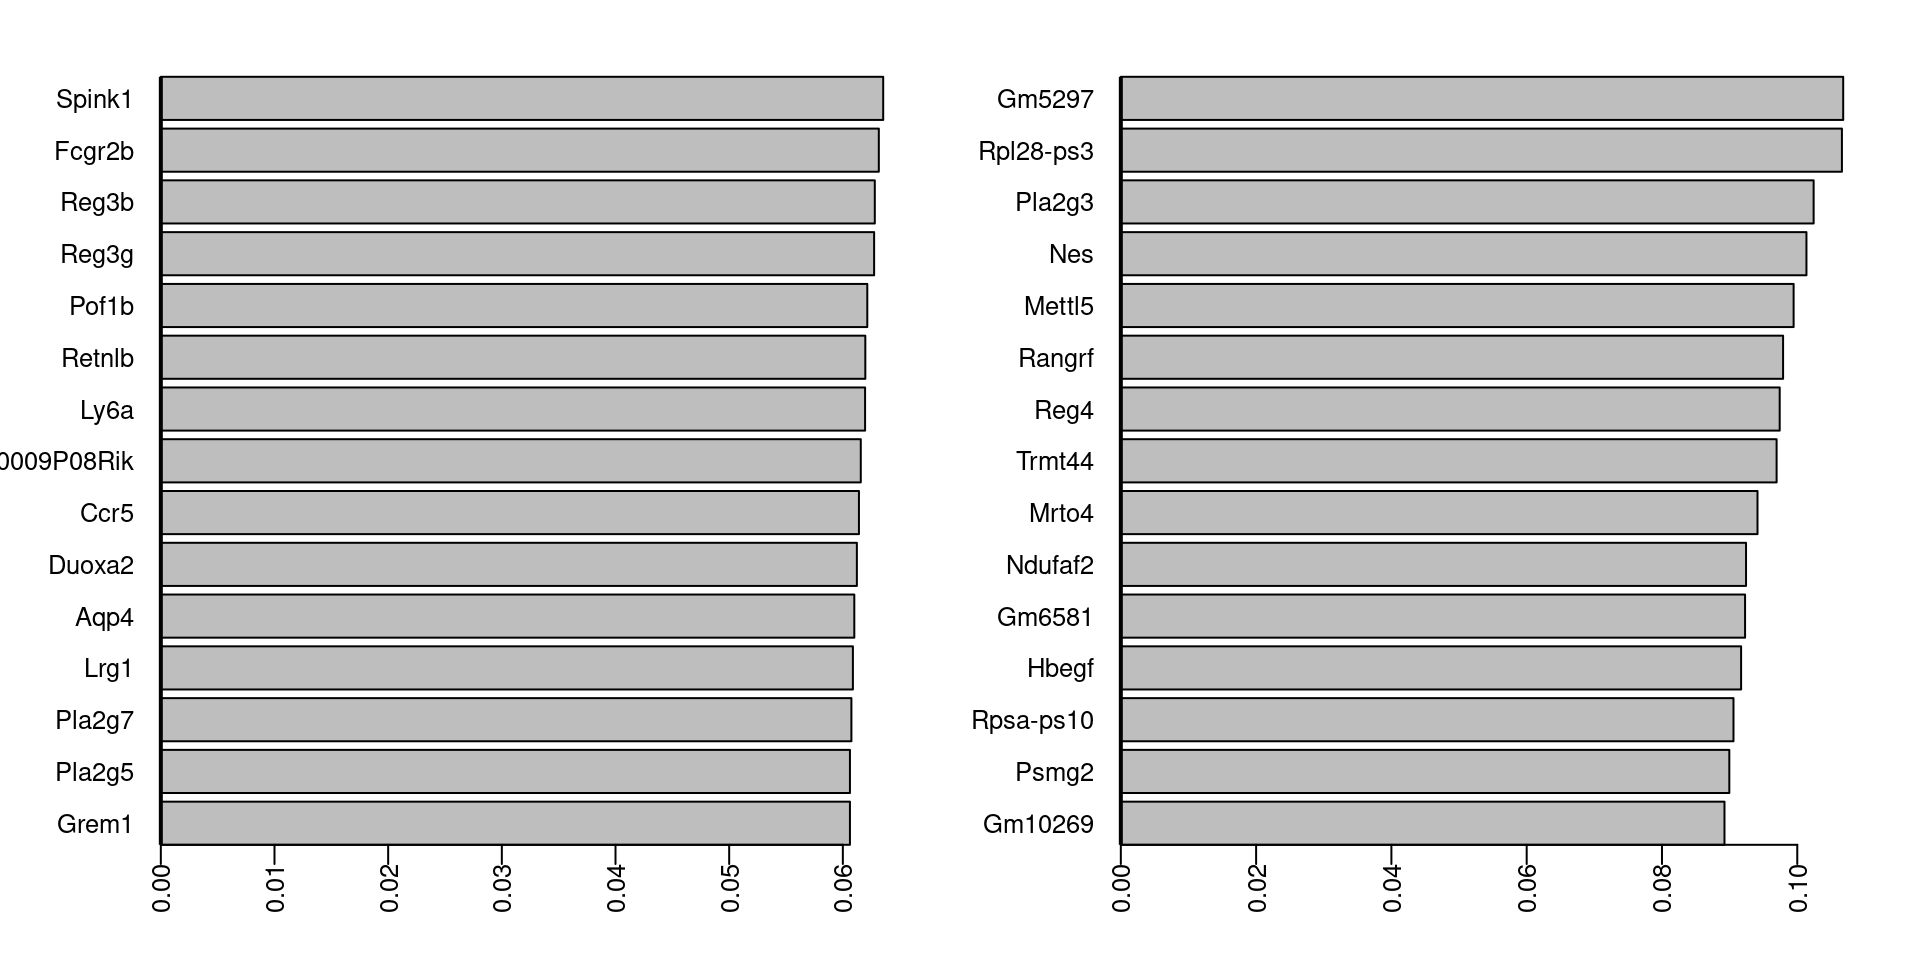 Spink1
Fcgr2b
Reg3b
Reg3g
Pof1b
Retnlb
Ly6a
0009P08Rik
Ccr5
Duoxa2
Aqp4
Lrg1
Pla2g7
Pla2g5
Grem1
0.00 0.01 0.02 0.03 0.04 0.05 0.06
Gm5297
Rpl28-ps3
Pla2g3
Nes
Mettl5
Rangrf
Reg4
Trmt44
Mrto4
Ndufaf2
Gm6581
Hbegf
Rpsa-ps10
Psmg2
Gm10269
0.00 0.02 0.04 0.06 0.08 0.10